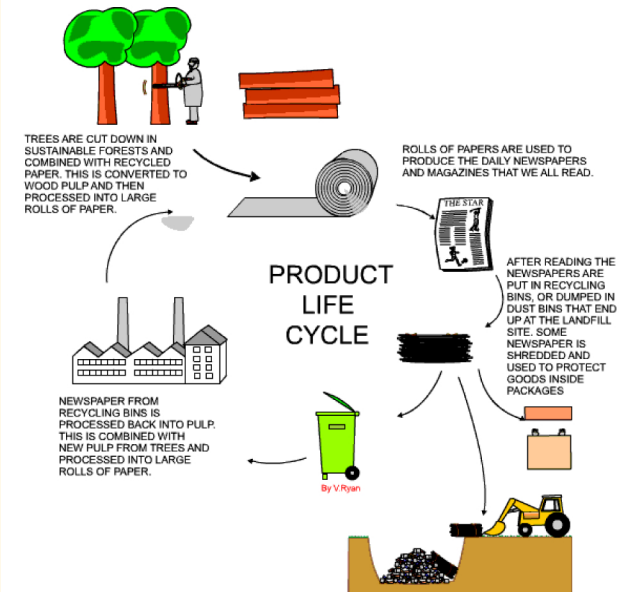 TREES ARE CUT DOWN IN
SUSTAINABLE FORESTS AND
COMBINED WITH RECYCLED
PAPER. THIS IS CONVERTED TO
WOOD PULP AND THEN
PROCESSED INTO LARGE
ROLLS OF PAPER.
ROLLS OF PAPERS ARE USED TO
PRODUCE THE DAILY NEWSPAPERS
AND MAGAZINES THAT WE ALL READ.
THE STAR
PRODUCT
LIFE
CYCLE
AFTER READING THE
NEWSPAPERS ARE
PUT IN RECYCLING
BINS, OR DUMPED IN
DUST BINS THAT END
UP AT THE LANDFILL
SITE. SOME
NEWSPAPER IS
SHREDDED AND
USED TO PROTECT
GOODS INSIDE
PACKAGES
NEWSPAPER FROM
RECYCLING BINS IS
PROCESSED BACK INTO PULP.
THIS IS COMBINED WITH
NEW PULP FROM TREES AND
PROCESSED INTO LARGE
ROLLS OF PAPER.
By V.Ryan